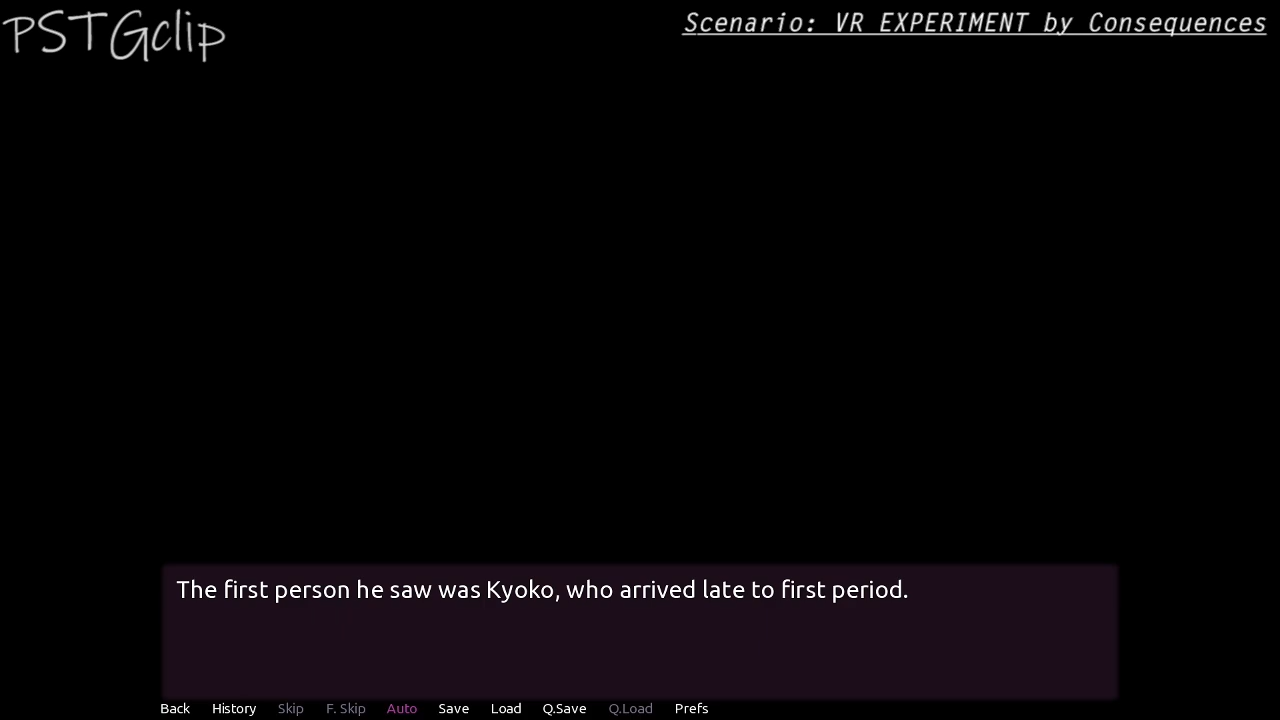 PSTGclip
Scenario: VR EXPERIMENT by Consequences
The first person he saw was Kyoko, who arrived late to first period.
Back History Skip F. Skip Auto Save Load Q.Save Q.Load Prefs